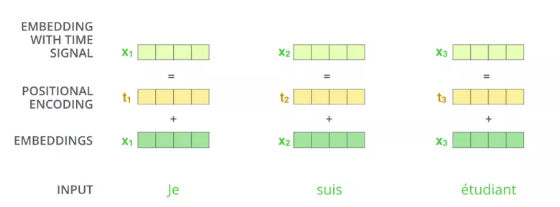 EMBEDDING
WITH TIME
SIGNAL
x₁ x₂ x₃
= = =
POSITIONAL
ENCODING
t₁ t₂ t₃
+ + +
EMBEDDINGS x₁ x₂ x₃
INPUT Je suis étudiant